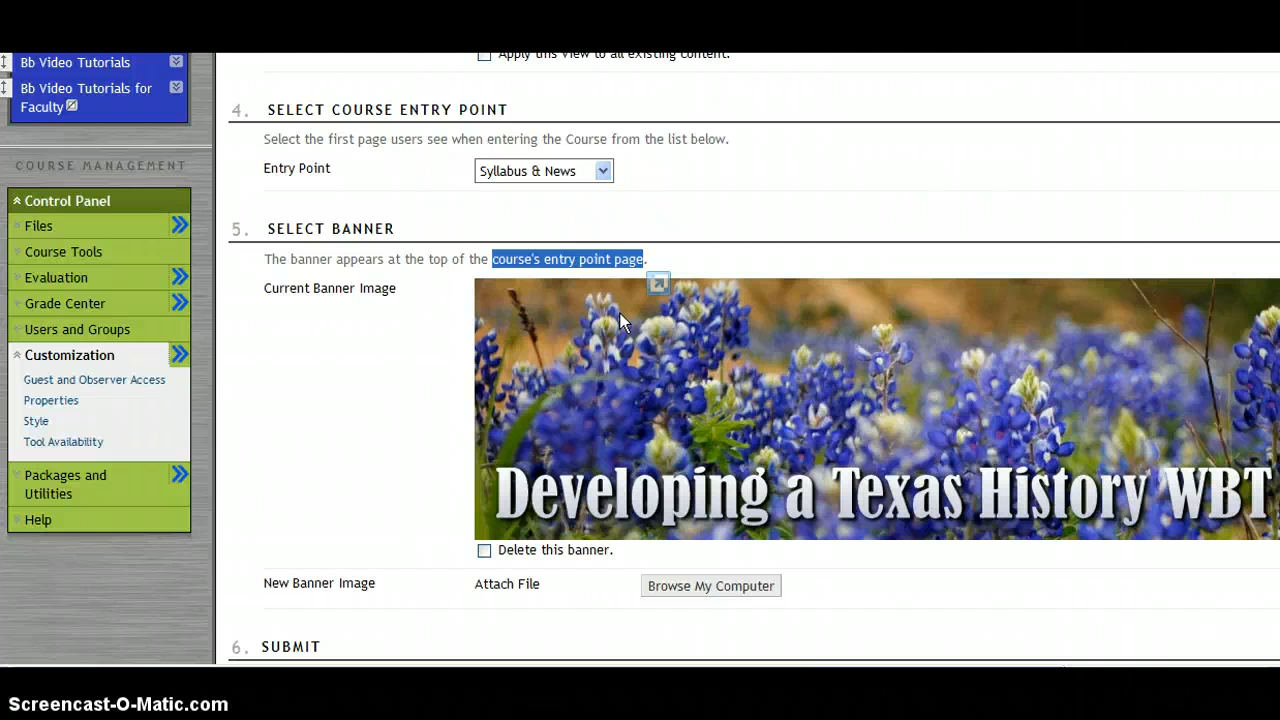 Bb Video Tutorials
Bb Video Tutorials for
Faculty
COURSE MANAGEMENT
Control Panel
Files
Course Tools
Evaluation
Grade Center
Users and Groups
Customization
Guest and Observer Access
Properties
Style
Tool Availability
Packages and
Utilities
Help
Apply this view to all existing content.
4. SELECT COURSE ENTRY POINT
Select the first page users see when entering the Course from the list below.
Entry Point Syllabus & News
5. SELECT BANNER
The banner appears at the top of the course's entry point page.
Current Banner Image
Developing a Texas History WBT
Delete this banner.
New Banner Image Attach File Browse My Computer
6. SUBMIT
Screencast-O-Matic.com